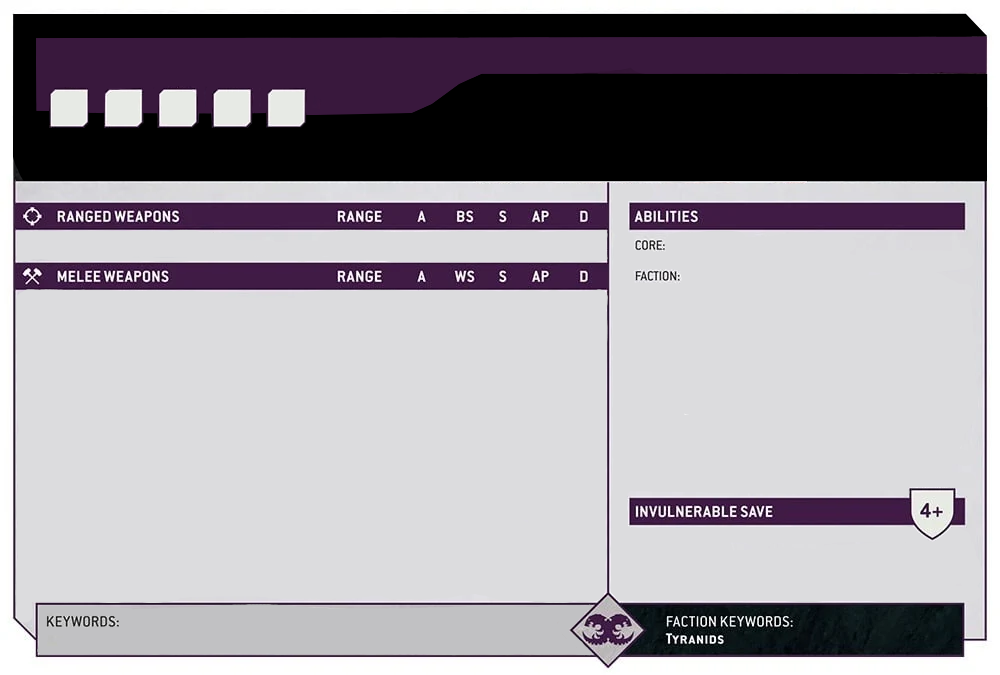 RANGED WEAPONS RANGE A BS S AP D
MELEE WEAPONS RANGE A WS S AP D
ABILITIES
CORE:
FACTION:
INVULNERABLE SAVE 4+
KEYWORDS:
FACTION KEYWORDS:
Tyranids